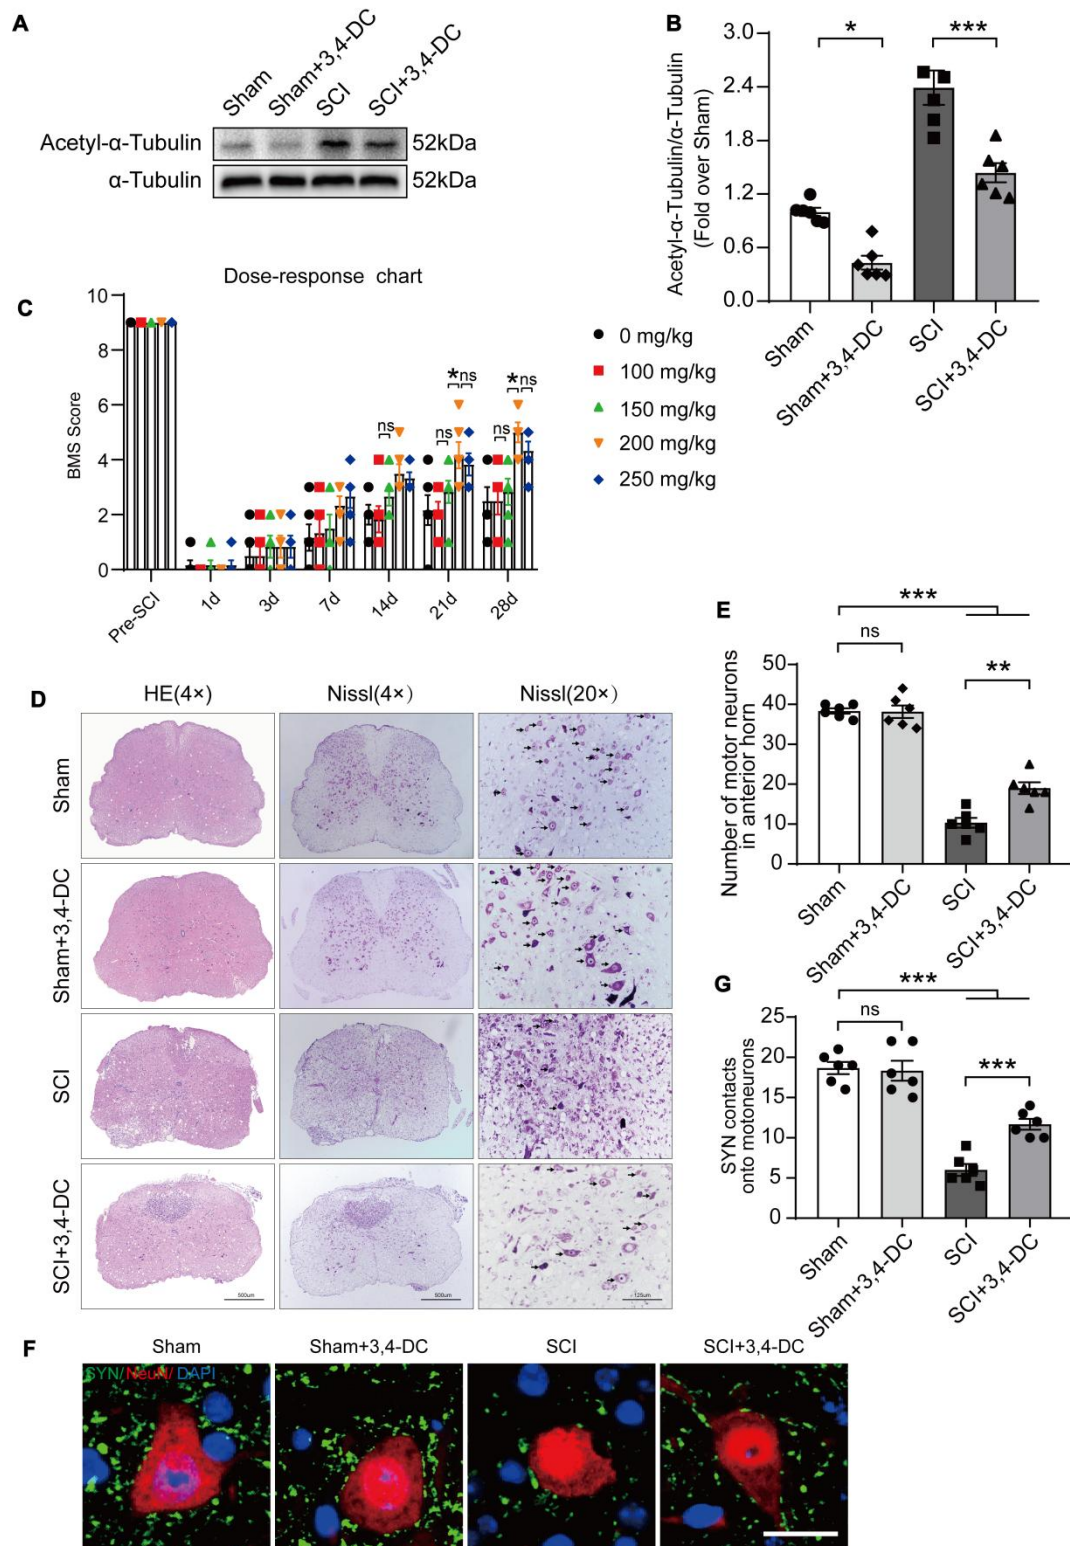 A
Sham
Sham+3,4-DC
SCI
SCI+3,4-DC
Acetyl-α-Tubulin
52kDa
α-Tubulin
52kDa
B
Acetyl-α-Tubulin/α-Tubulin
(Fold over Sham)
3.0
2.4
1.8
1.2
0.6
0.0
*
***
Sham
Sham+3,4-DC
SCI
SCI+3,4-DC
C
Dose-response chart
BMS Score
10
8
6
4
2
0
ns
*ns
ns
*ns
ns
Pre-SCI
1d
3d
7d
14d
21d
28d
0 mg/kg
100 mg/kg
150 mg/kg
200 mg/kg
250 mg/kg
D
HE(4×)
Nissl(4×)
Nissl(20×)
Sham
Sham+3,4-DC
SCI
SCI+3,4-DC
500um
500um
125um
E
Number of motor neurons
in anterior horn
50
40
30
20
10
0
***
ns
**
Sham
Sham+3,4-DC
SCI
SCI+3,4-DC
G
SYN contacts
onto motoneurons
25
20
15
10
5
0
***
ns
***
Sham
Sham+3,4-DC
SCI
SCI+3,4-DC
F
Sham
Sham+3,4-DC
SCI
SCI+3,4-DC
SYN/NeuN/DAPI